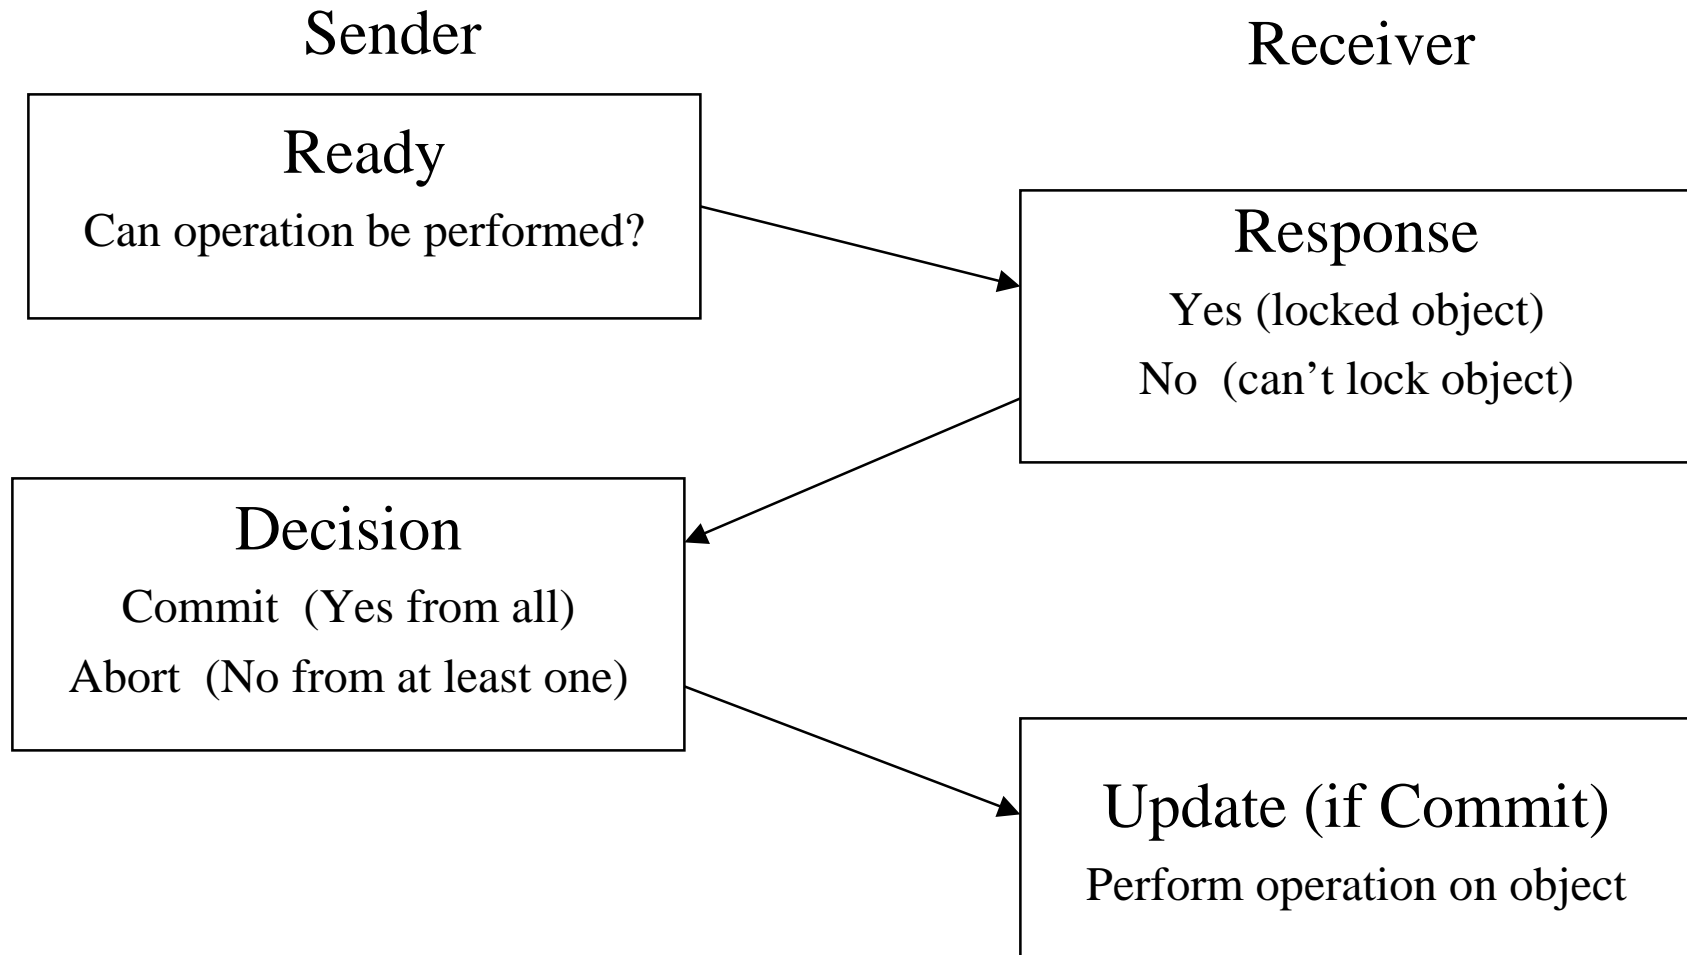 Sender
Receiver
Ready
Can operation be performed?
Response
Yes (locked object)
No (can’t lock object)
Decision
Commit (Yes from all)
Abort (No from at least one)
Update (if Commit)
Perform operation on object